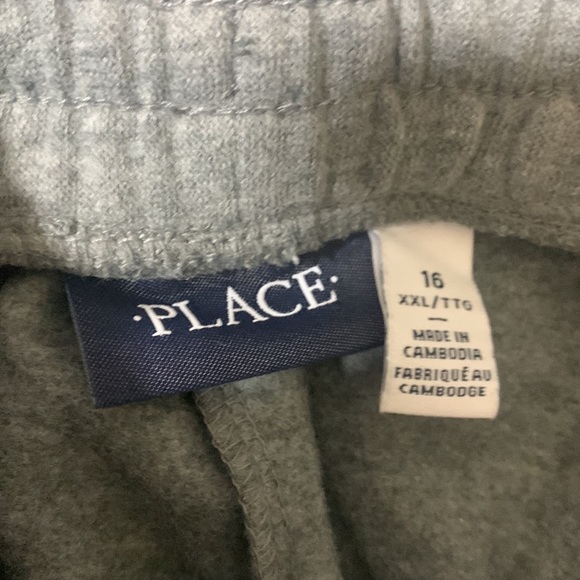 ·PLACE·
16
XXL/TTG
—
MADE IN
CAMBODIA
FABRIQUÉ AU
CAMBODGE